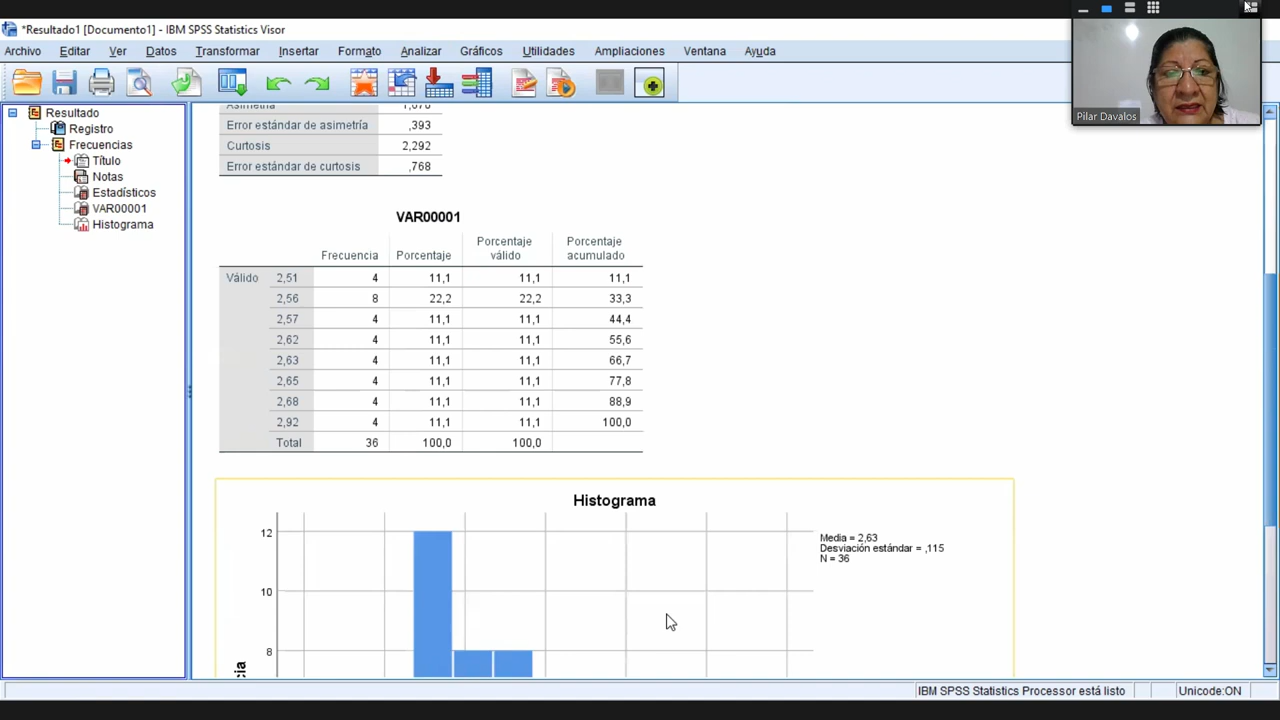 *Resultado1 [Documento1] - IBM SPSS Statistics Visor
Archivo Editar Ver Datos Transformar Insertar Formato Analizar Gráficos Utilidades Ampliaciones Ventana Ayuda
Pilar Davalos
Resultado
Registro
Frecuencias
Título
Notas
Estadísticos
VAR00001
Histograma
Asimetría 1,676
Error estándar de asimetría ,393
Curtosis 2,292
Error estándar de curtosis ,768
VAR00001
Frecuencia Porcentaje Porcentaje válido Porcentaje acumulado
Válido 2,51 4 11,1 11,1 11,1
2,56 8 22,2 22,2 33,3
2,57 4 11,1 11,1 44,4
2,62 4 11,1 11,1 55,6
2,63 4 11,1 11,1 66,7
2,65 4 11,1 11,1 77,8
2,68 4 11,1 11,1 88,9
2,92 4 11,1 11,1 100,0
Total 36 100,0 100,0
Histograma
12
10
8
Media = 2,63
Desviación estándar = ,115
N = 36
IBM SPSS Statistics Processor está listo
Unicode:ON